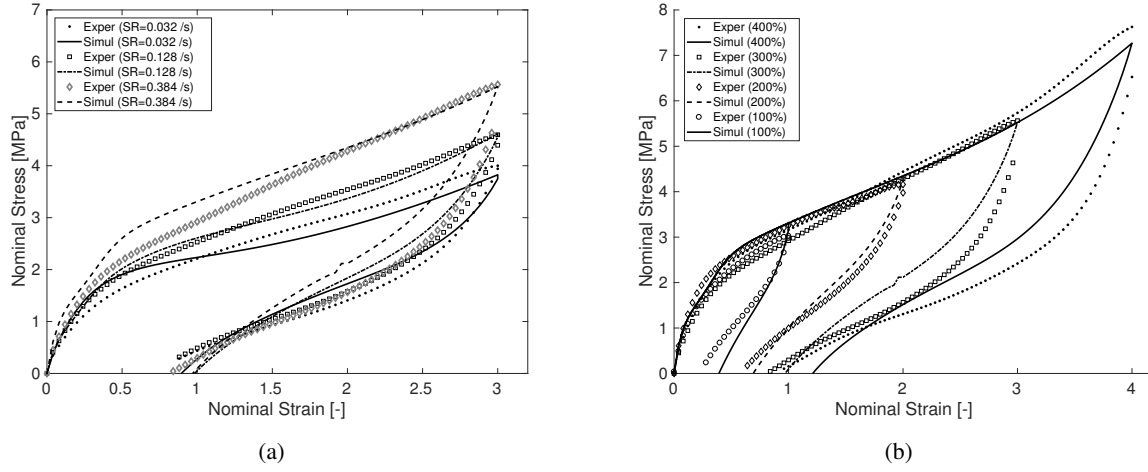 7
6
5
4
3
2
1
0
0
0.5
1
1.5
2
2.5
3
Nominal Stress [MPa]
Nominal Strain [-]
Exper (SR=0.032 /s)
Simul (SR=0.032 /s)
Exper (SR=0.128 /s)
Simul (SR=0.128 /s)
Exper (SR=0.384 /s)
Simul (SR=0.384 /s)
(a)
8
7
6
5
4
3
2
1
0
0
1
2
3
4
Nominal Stress [MPa]
Nominal Strain [-]
Exper (400%)
Simul (400%)
Exper (300%)
Simul (300%)
Exper (200%)
Simul (200%)
Exper (100%)
Simul (100%)
(b)